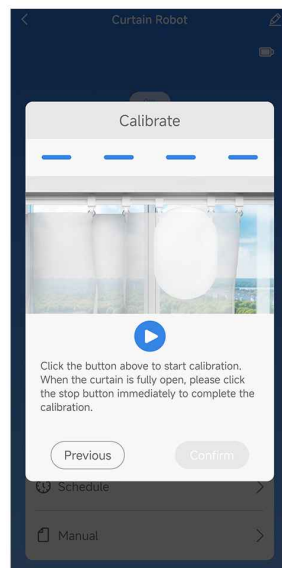 Curtain Robot
Calibrate
Click the button above to start calibration.
When the curtain is fully open, please click
the stop button immediately to complete the
calibration.
Previous
Confirm
Schedule
Manual